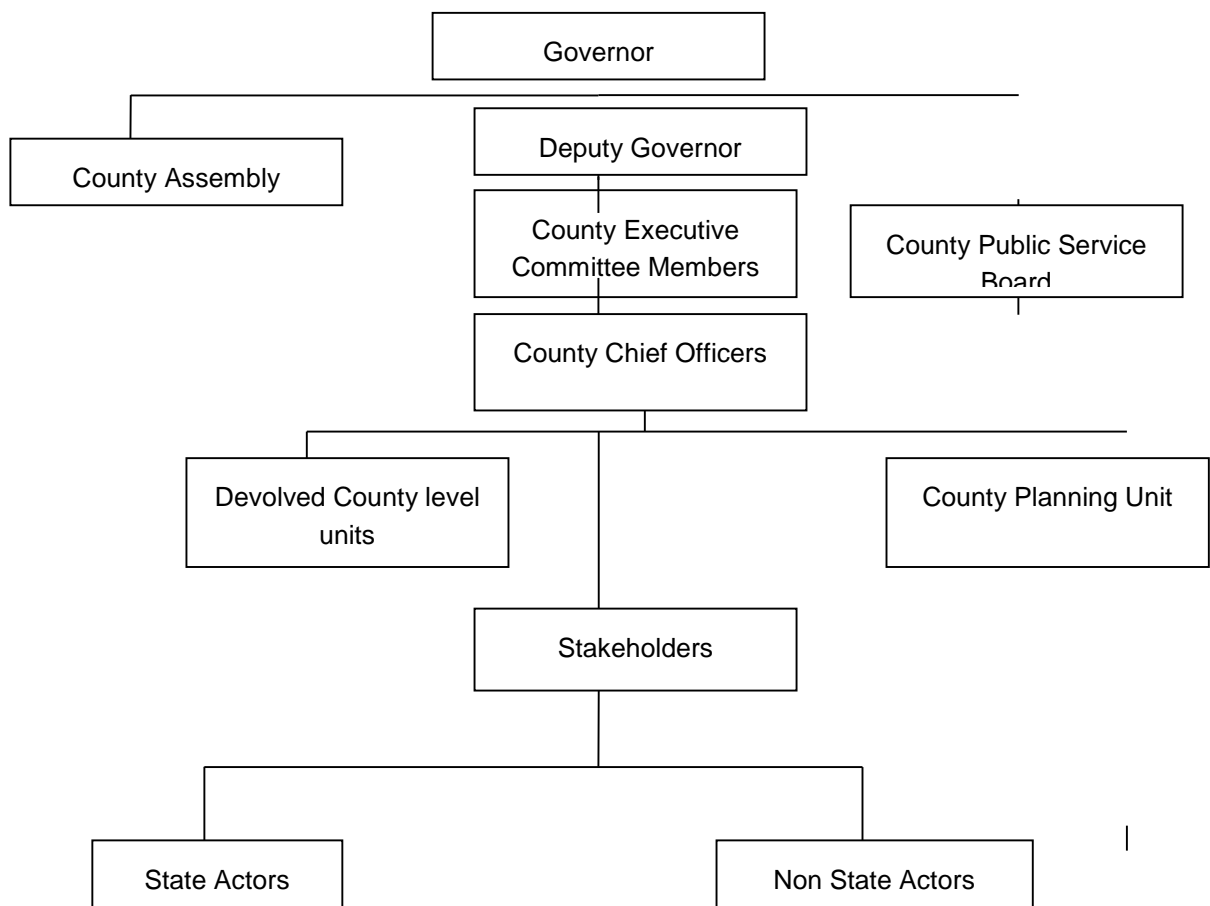 Governor
County Assembly
Deputy Governor
County Executive
Committee Members
County Public Service
Board
County Chief Officers
Devolved County level
units
County Planning Unit
Stakeholders
State Actors
Non State Actors